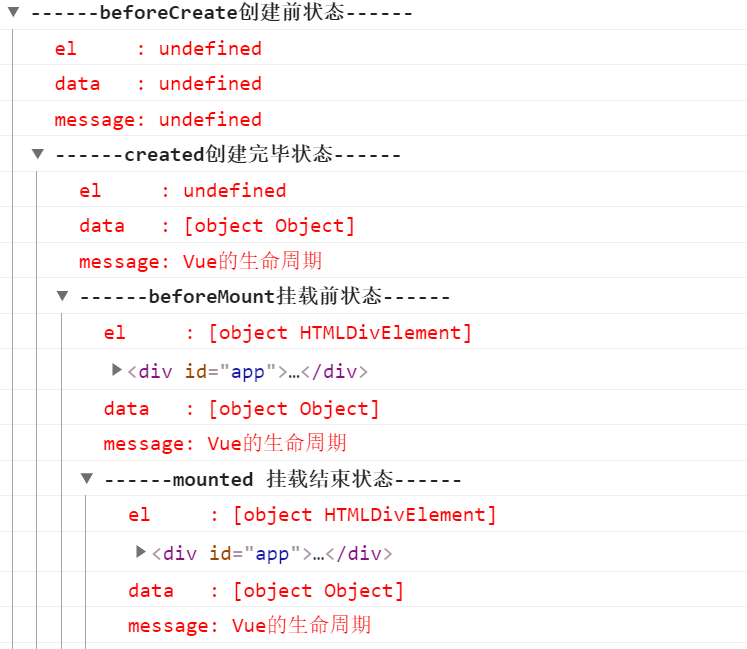 ------beforeCreate创建前状态------
el     : undefined
data   : undefined
message: undefined
------created创建完毕状态------
el     : undefined
data   : [object Object]
message: Vue的生命周期
------beforeMount挂载前状态------
el     : [object HTMLDivElement]
<div id="app">…</div>
data   : [object Object]
message: Vue的生命周期
------mounted 挂载结束状态------
el     : [object HTMLDivElement]
<div id="app">…</div>
data   : [object Object]
message: Vue的生命周期